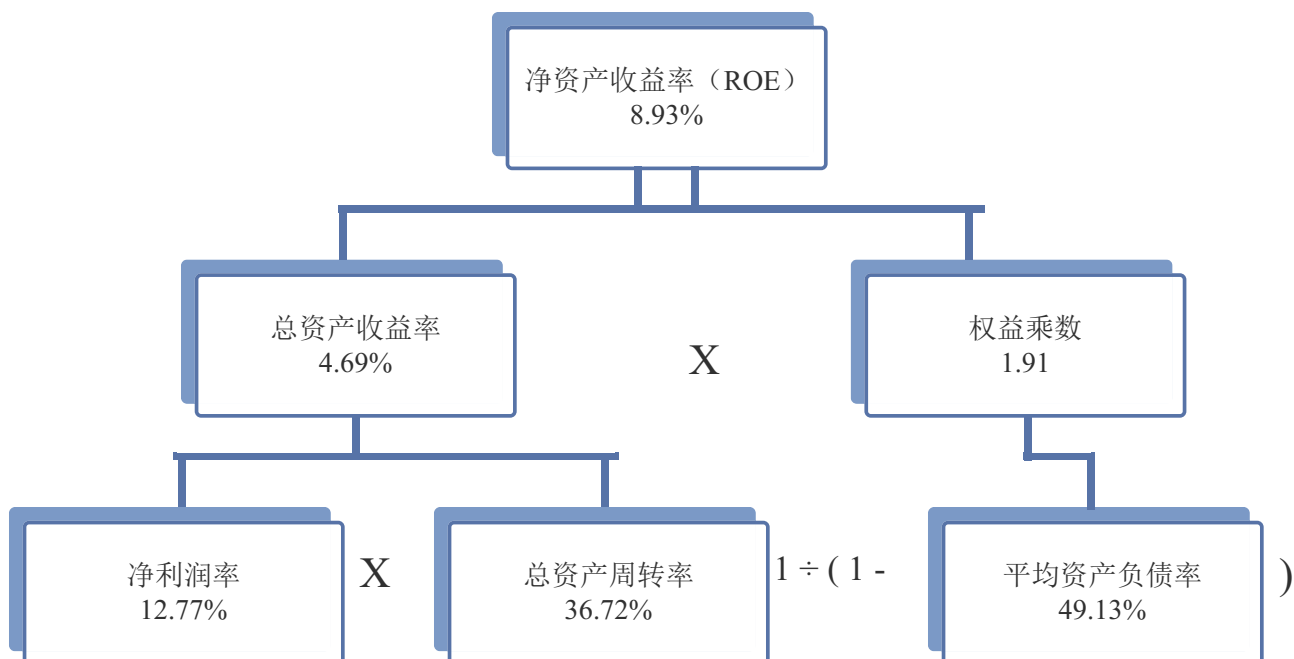 净资产收益率（ROE）
8.93%
总资产收益率
4.69%
X
权益乘数
1.91
净利润率
12.77%
X
总资产周转率
36.72%
1 ÷ ( 1 -
平均资产负债率
49.13%
)